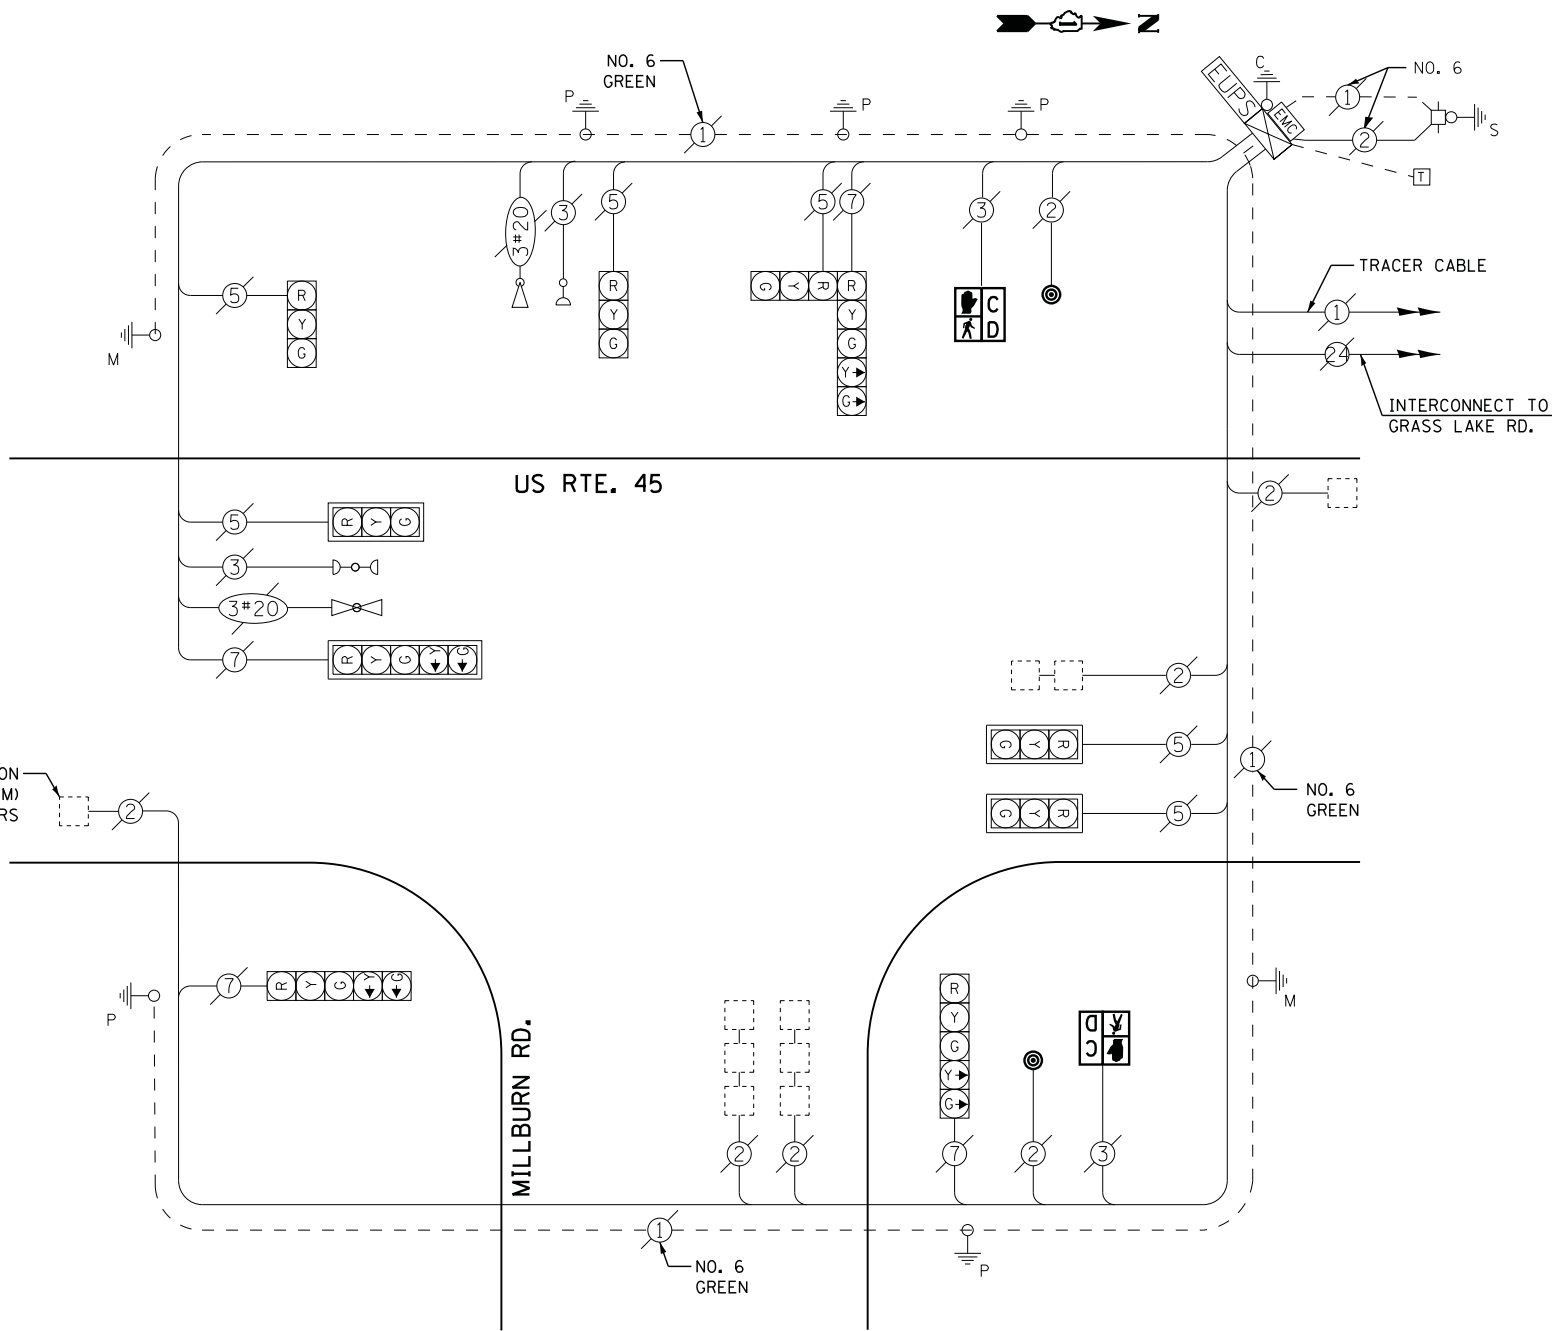 N
NO. 6
GREEN
P
1
P
P
EUPS
C
EMC
1
NO. 6
2
S
T
3#20
3
5
5
7
3
2
5
R
Y
G
R
Y
G
G Y R
R
Y
G
Y
G
C
D
M
TRACER CABLE
1
24
INTERCONNECT TO
GRASS LAKE RD.
US RTE. 45
2
5
R Y G
3
3#20
7
R Y G Y G
2
G Y R
5
G Y R
5
1
NO. 6
GREEN
ON
M)
RS
2
7
R Y G Y G
P
MILLBURN RD.
2
2
R
Y
G
Y
G
7
2
C D
3
M
1
NO. 6
GREEN
P